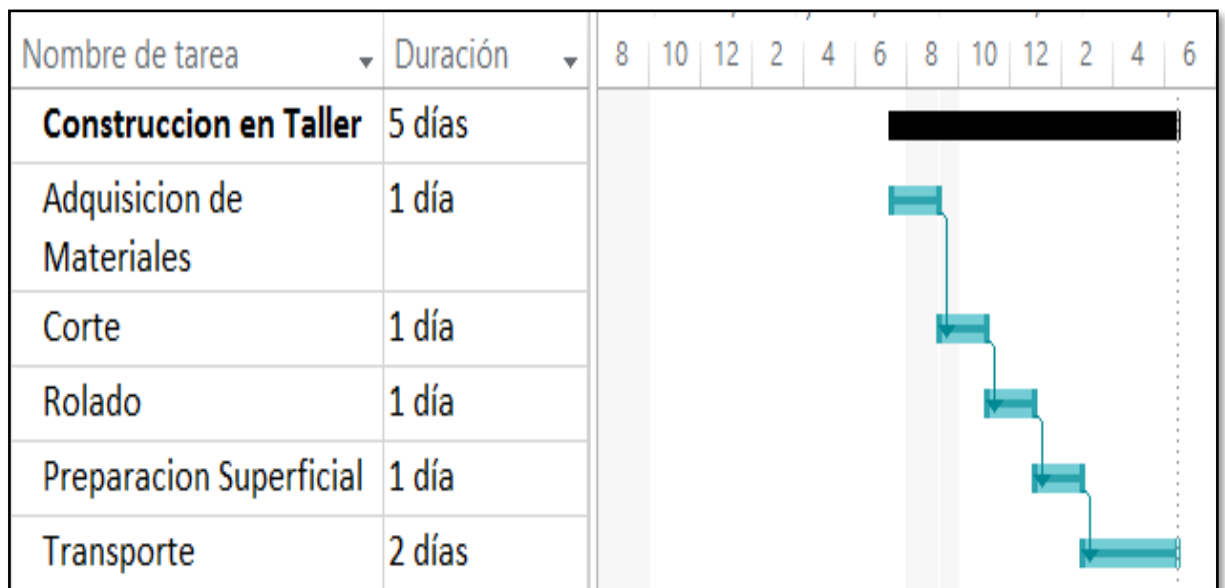 Nombre de tarea Duración 8 10 12 2 4 6 8 10 12 2 4 6
Construccion en Taller 5 días
Adquisicion de 1 día
Materiales
Corte 1 día
Rolado 1 día
Preparacion Superficial 1 día
Transporte 2 días